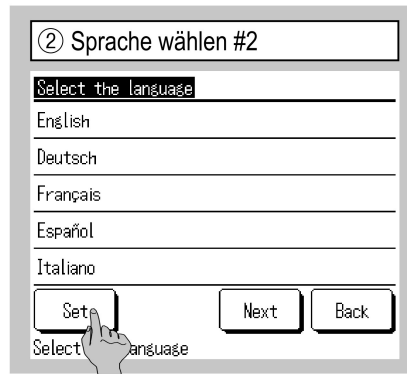 ② Sprache wählen #2
Select the language
English
Deutsch
Français
Español
Italiano
Set Next Back
Select language